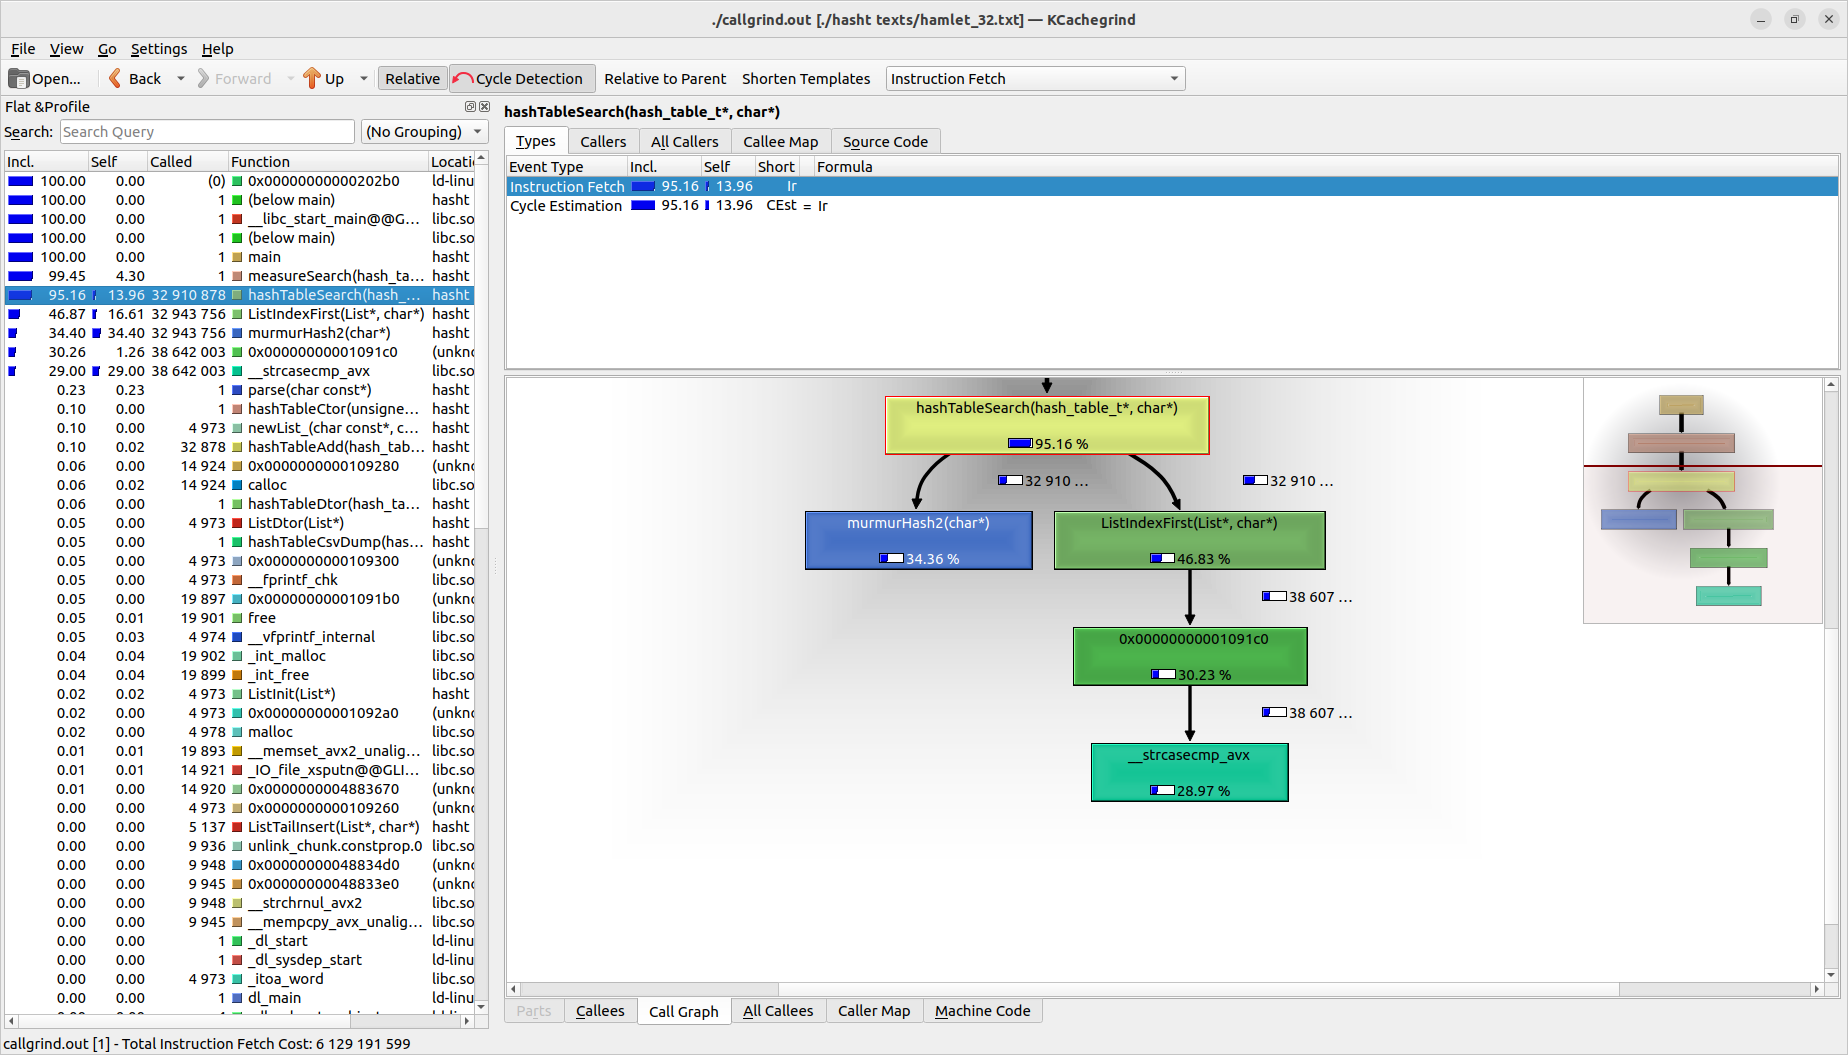 ./callgrind.out [./hasht texts/hamlet_32.txt] — KCachegrind
File View Go Settings Help
Open... Back Forward Up Relative Cycle Detection Relative to Parent Shorten Templates Instruction Fetch
Flat &Profile
Search: Search Query (No Grouping)
Incl. Self Called Function Locatic
100.00 0.00 (0) 0x00000000000202b0 ld-linu
100.00 0.00 1 (below main) hasht
100.00 0.00 1 __libc_start_main@@G... libc.so
100.00 0.00 1 (below main) libc.so
100.00 0.00 1 main hasht
99.45 4.30 1 measureSearch(hash_ta... hasht
95.16 13.96 32 910 878 hashTableSearch(hash_... hasht
46.87 16.61 32 943 756 ListIndexFirst(List*, char*) hasht
34.40 34.40 32 943 756 murmurHash2(char*) hasht
30.26 1.26 38 642 003 0x00000000001091c0 (unkno
29.00 29.00 38 642 003 __strcasecmp_avx libc.so
0.23 0.23 1 parse(char const*) hasht
0.10 0.00 1 hashTableCtor(unsigne... hasht
0.10 0.00 4 973 newList_(char const*, c... hasht
0.10 0.02 32 878 hashTableAdd(hash_tab... hasht
0.06 0.00 14 924 0x0000000000109280 (unkno
0.06 0.02 14 924 calloc libc.so
0.06 0.00 1 hashTableDtor(hash_ta... hasht
0.05 0.00 4 973 ListDtor(List*) hasht
0.05 0.00 1 hashTableCsvDump(has... hasht
0.05 0.00 4 973 0x0000000000109300 (unkno
0.05 0.00 4 973 __fprintf_chk libc.so
0.05 0.00 19 897 0x00000000001091b0 (unkno
0.05 0.01 19 901 free libc.so
0.05 0.03 4 974 __vfprintf_internal libc.so
0.04 0.04 19 902 _int_malloc libc.so
0.04 0.04 19 899 _int_free libc.so
0.02 0.02 4 973 ListInit(List*) hasht
0.02 0.00 4 973 0x00000000001092a0 (unkno
0.02 0.00 4 978 malloc libc.so
0.01 0.01 19 893 __memset_avx2_unalig... libc.so
0.01 0.01 14 921 _IO_file_xsputn@@GLI... libc.so
0.01 0.00 14 920 0x0000000004883670 (unkno
0.00 0.00 4 973 0x0000000000109260 (unkno
0.00 0.00 5 137 ListTailInsert(List*, char*) hasht
0.00 0.00 9 936 unlink_chunk.constprop.0 libc.so
0.00 0.00 9 948 0x00000000048834d0 (unkno
0.00 0.00 9 945 0x00000000048833e0 (unkno
0.00 0.00 9 948 __strchrnul_avx2 libc.so
0.00 0.00 9 945 __mempcpy_avx_unalig... libc.so
0.00 0.00 1 _dl_start ld-linu
0.00 0.00 1 _dl_sysdep_start ld-linu
0.00 0.00 4 973 _itoa_word libc.so
0.00 0.00 1 dl_main ld-linu
callgrind.out [1] - Total Instruction Fetch Cost: 6 129 191 599
hashTableSearch(hash_table_t*, char*)
Types Callers All Callers Callee Map Source Code
Event Type Incl. Self Short Formula
Instruction Fetch 95.16 13.96 Ir
Cycle Estimation 95.16 13.96 CEst = Ir
hashTableSearch(hash_table_t*, char*)
95.16 %
32 910 ... 32 910 ...
murmurHash2(char*) ListIndexFirst(List*, char*)
34.36 % 46.83 %
38 607 ...
0x00000000001091c0
30.23 %
38 607 ...
__strcasecmp_avx
28.97 %
Parts Callees Call Graph All Callees Caller Map Machine Code